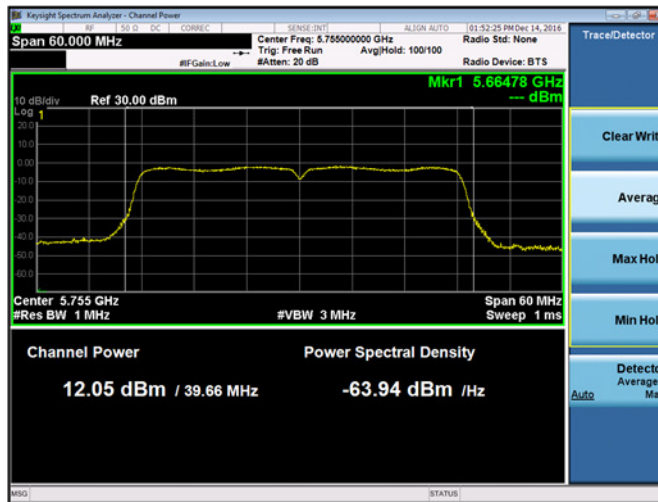 Keysight Spectrum Analyzer - Channel Power
RF 50 Ω DC CORREC SENSE:INT ALIGN AUTO 01:52:25 PM Dec 14, 2016
Span 60.000 MHz
Center Freq: 5.755000000 GHz Radio Std: None
Trig: Free Run Avg|Hold: 100/100
#IFGain:Low #Atten: 20 dB Radio Device: BTS
Mkr1 5.66478 GHz
--- dBm
10 dB/div Ref 30.00 dBm
Log 1
20.0
10.0
0.00
-10.0
-20.0
-30.0
-40.0
-50.0
-60.0
Center 5.755 GHz Span 60 MHz
#Res BW 1 MHz #VBW 3 MHz Sweep 1 ms
Channel Power Power Spectral Density
12.05 dBm / 39.66 MHz -63.94 dBm /Hz
Trace/Detector
Clear Writ
Averag
Max Hol
Min Hol
Detecto
Average
Auto Ma
MSG STATUS